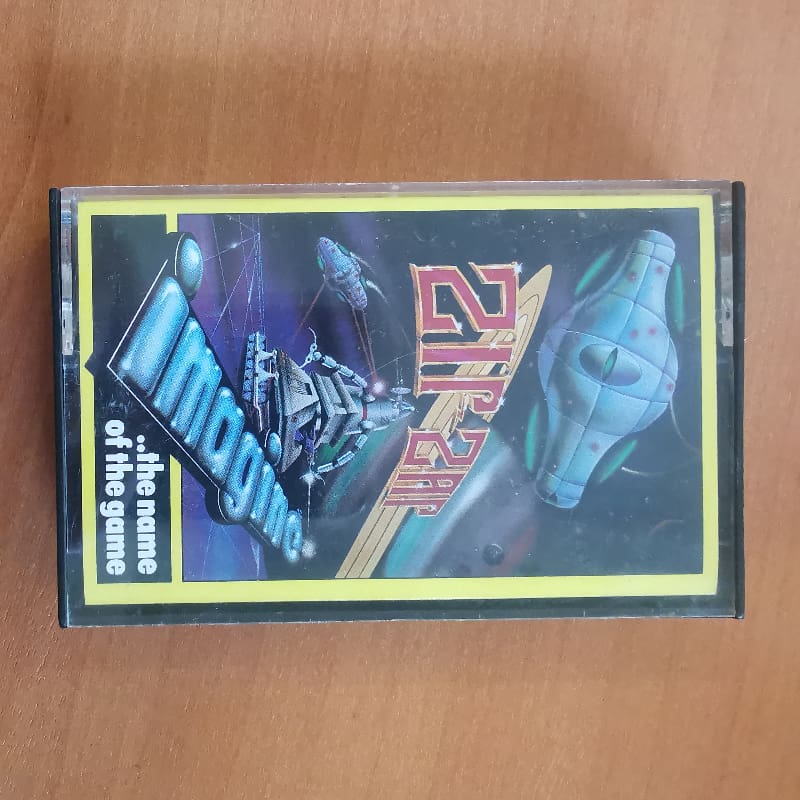 Zip Zap
Imagine
..the name
of the game